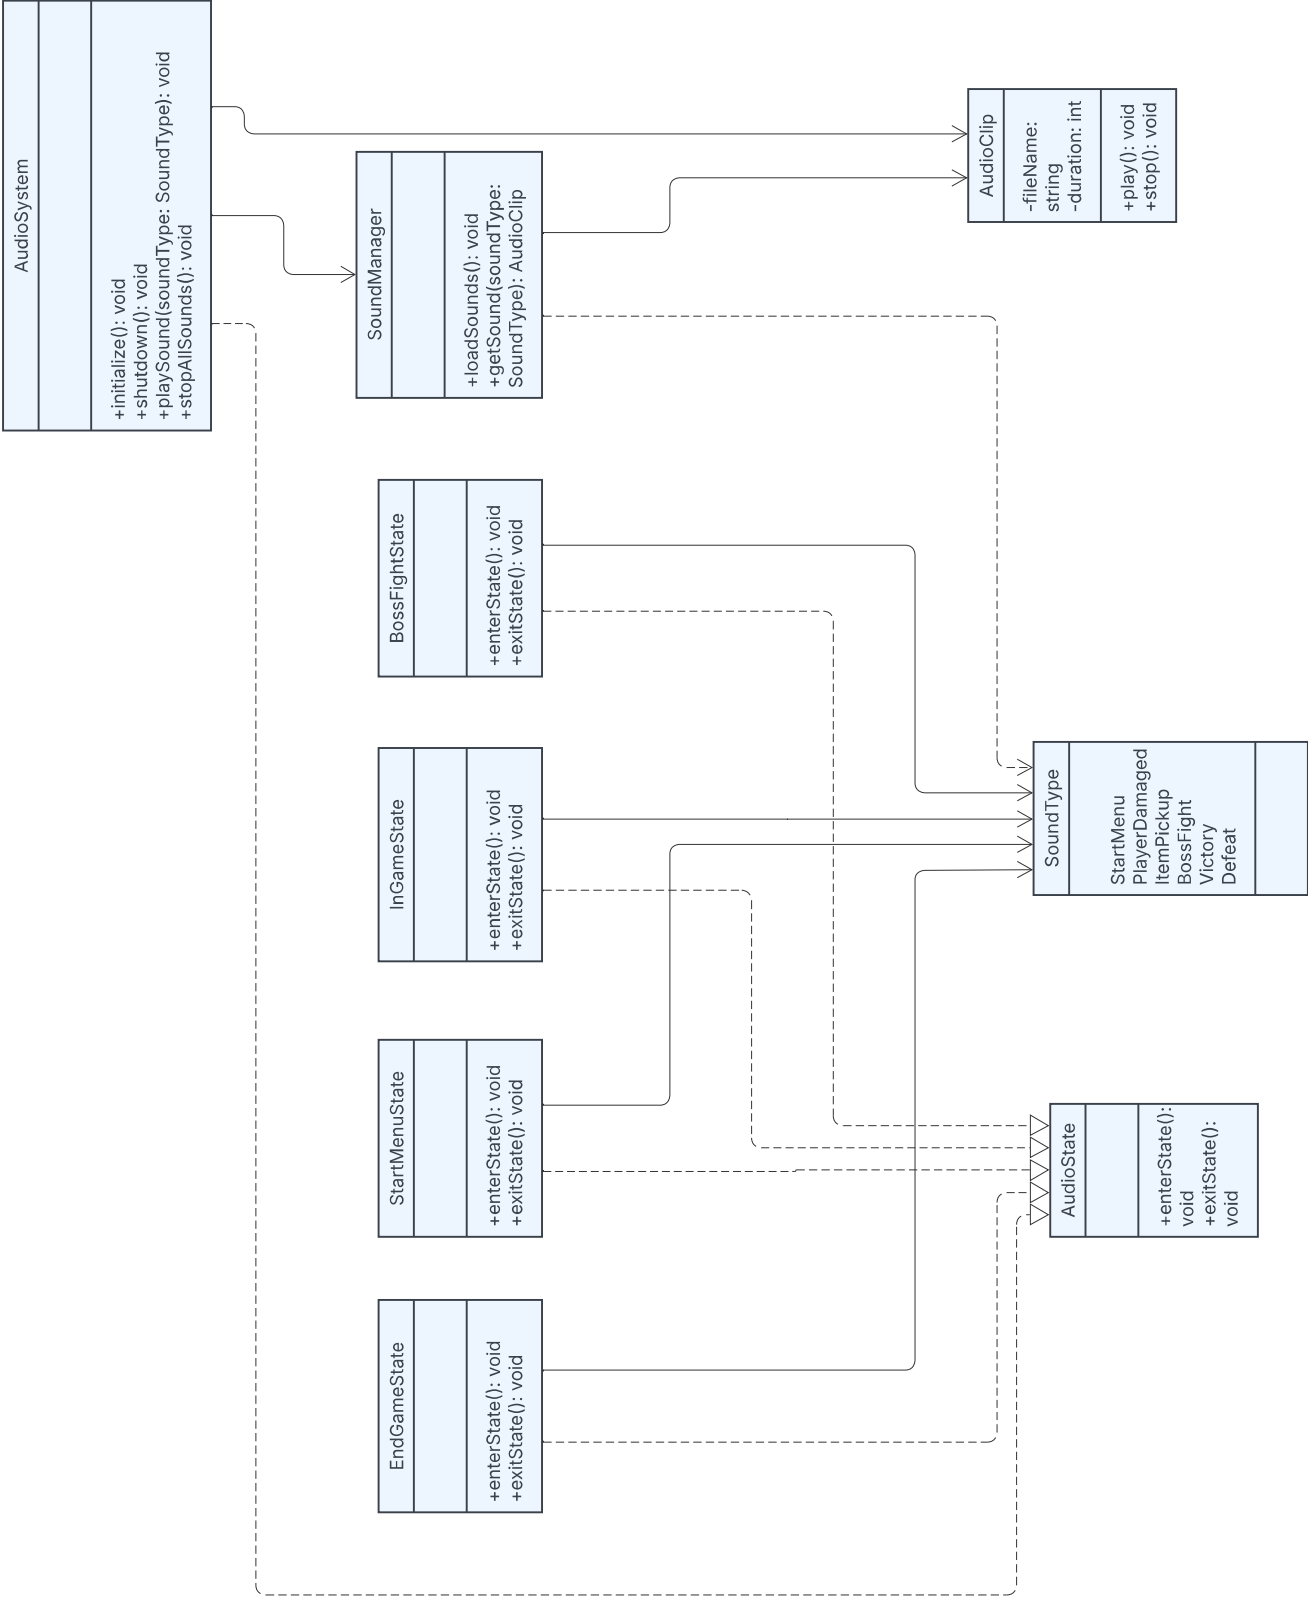 AudioSystem
+initialize(): void
+shutdown(): void
+playSound(soundType: SoundType): void
+stopAllSounds(): void
SoundManager
+loadSounds(): void
+getSound(soundType:
SoundType): AudioClip
AudioClip
-fileName:
string
-duration: int
+play(): void
+stop(): void
BossFightState
+enterState(): void
+exitState(): void
InGameState
+enterState(): void
+exitState(): void
StartMenuState
+enterState(): void
+exitState(): void
EndGameState
+enterState(): void
+exitState(): void
SoundType
StartMenu
PlayerDamaged
ItemPickup
BossFight
Victory
Defeat
AudioState
+enterState():
void
+exitState():
void